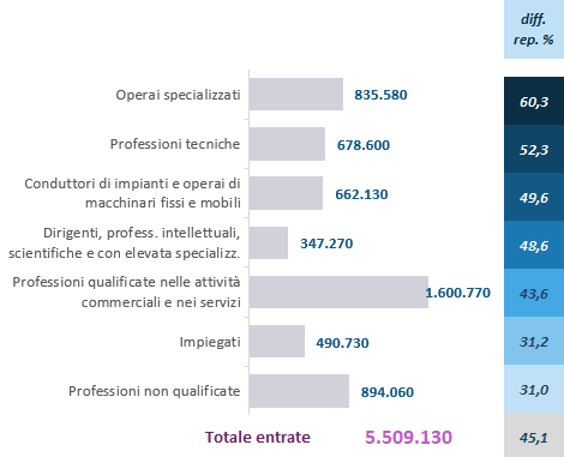 diff.
rep. %
Operai specializzati 835.580 60,3
Professioni tecniche 678.600 52,3
Conduttori di impianti e operai di
macchinari fissi e mobili 662.130 49,6
Dirigenti, profess. intellettuali,
scientifiche e con elevata specializz. 347.270 48,6
Professioni qualificate nelle attività
commerciali e nei servizi 1.600.770 43,6
Impiegati 490.730 31,2
Professioni non qualificate 894.060 31,0
Totale entrate 5.509.130 45,1